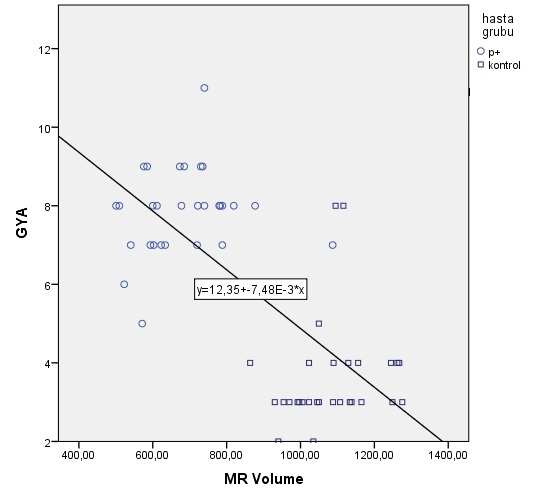 hasta
grubu
p+
kontrol
12
10
8
6
4
2
GYA
y=12,35+-7,48E-3*x
400,00 600,00 800,00 1000,00 1200,00 1400,00
MR Volume